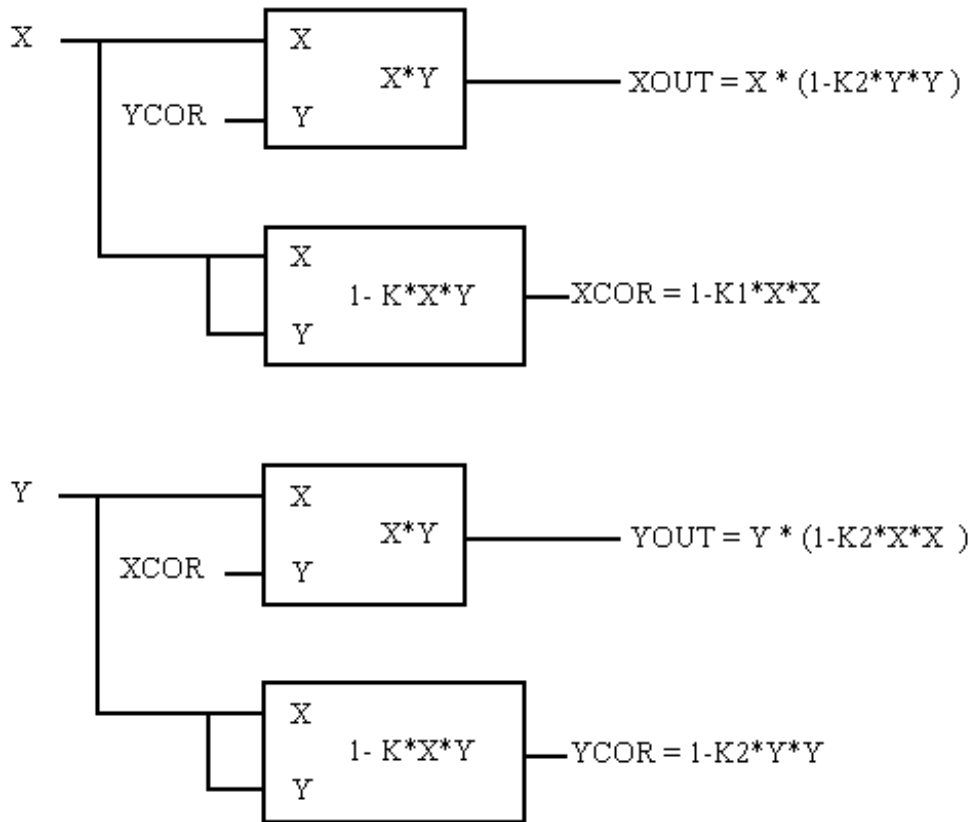 X
X
X*Y
XOUT = X * (1-K2*Y*Y )
YCOR
Y
X
1- K*X*Y
XCOR = 1-K1*X*X
Y
Y
X
X*Y
YOUT = Y * (1-K2*X*X )
XCOR
Y
X
1- K*X*Y
YCOR = 1-K2*Y*Y
Y